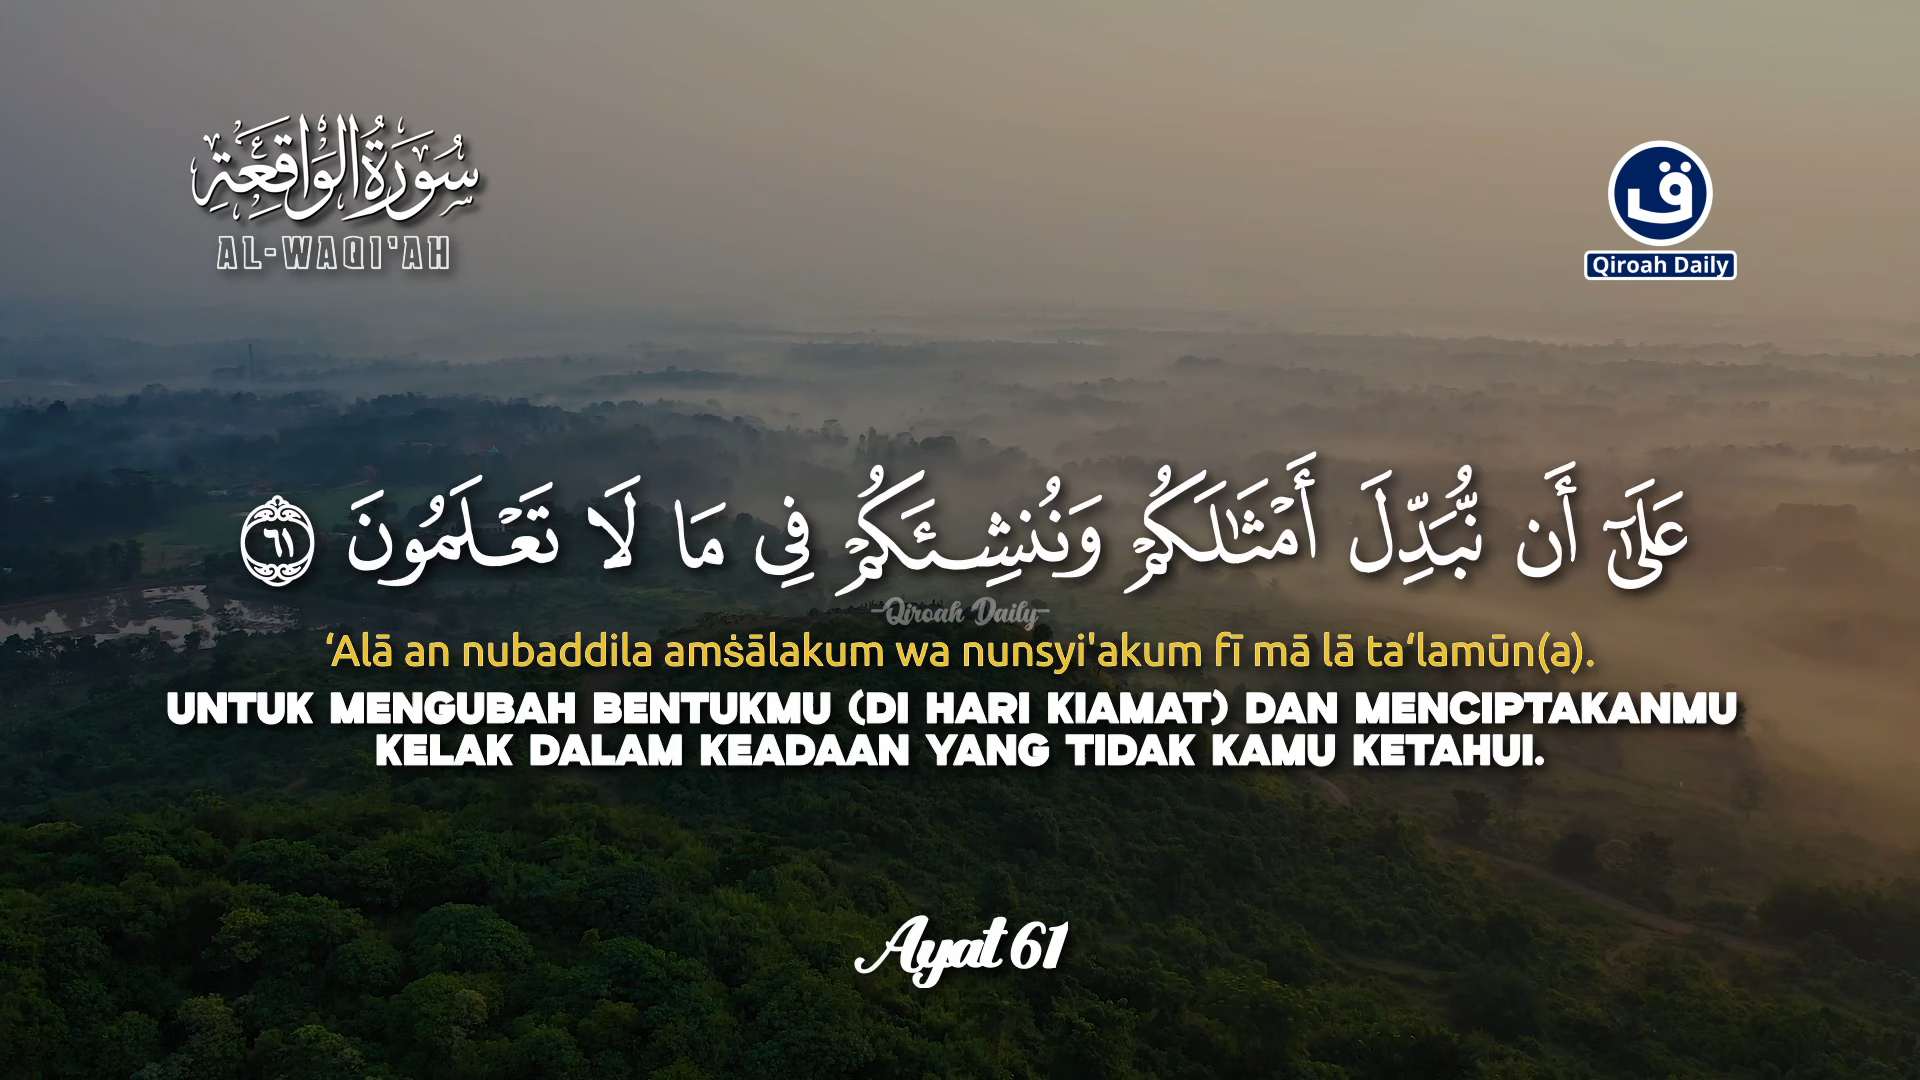 سُورَةُ الْوَاقِعَةِ
AL-WAQI'AH
ق
Qiroah Daily
عَلَىٰٓ أَن نُّبَدِّلَ أَمْثَٰلَكُمْ وَنُنشِئَكُمْ فِى مَا لَا تَعْلَمُونَ ٦١
-Qiroah Daily-
‘Alā an nubaddila amṡālakum wa nunsyi'akum fī mā lā ta‘lamūn(a).
UNTUK MENGUBAH BENTUKMU (DI HARI KIAMAT) DAN MENCIPTAKANMU
KELAK DALAM KEADAAN YANG TIDAK KAMU KETAHUI.
Ayat 61